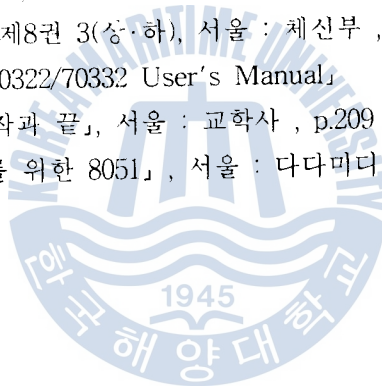 제8권 3(상·하), 서울 : 체신부 ,
0322/70332 User's Manual」
작과 끝」, 서울 : 교학사 , p.209
를 위한 8051」, 서울 : 다다미디
KOREA MARITIME UNIVERSITY
1945
한국해양대학교